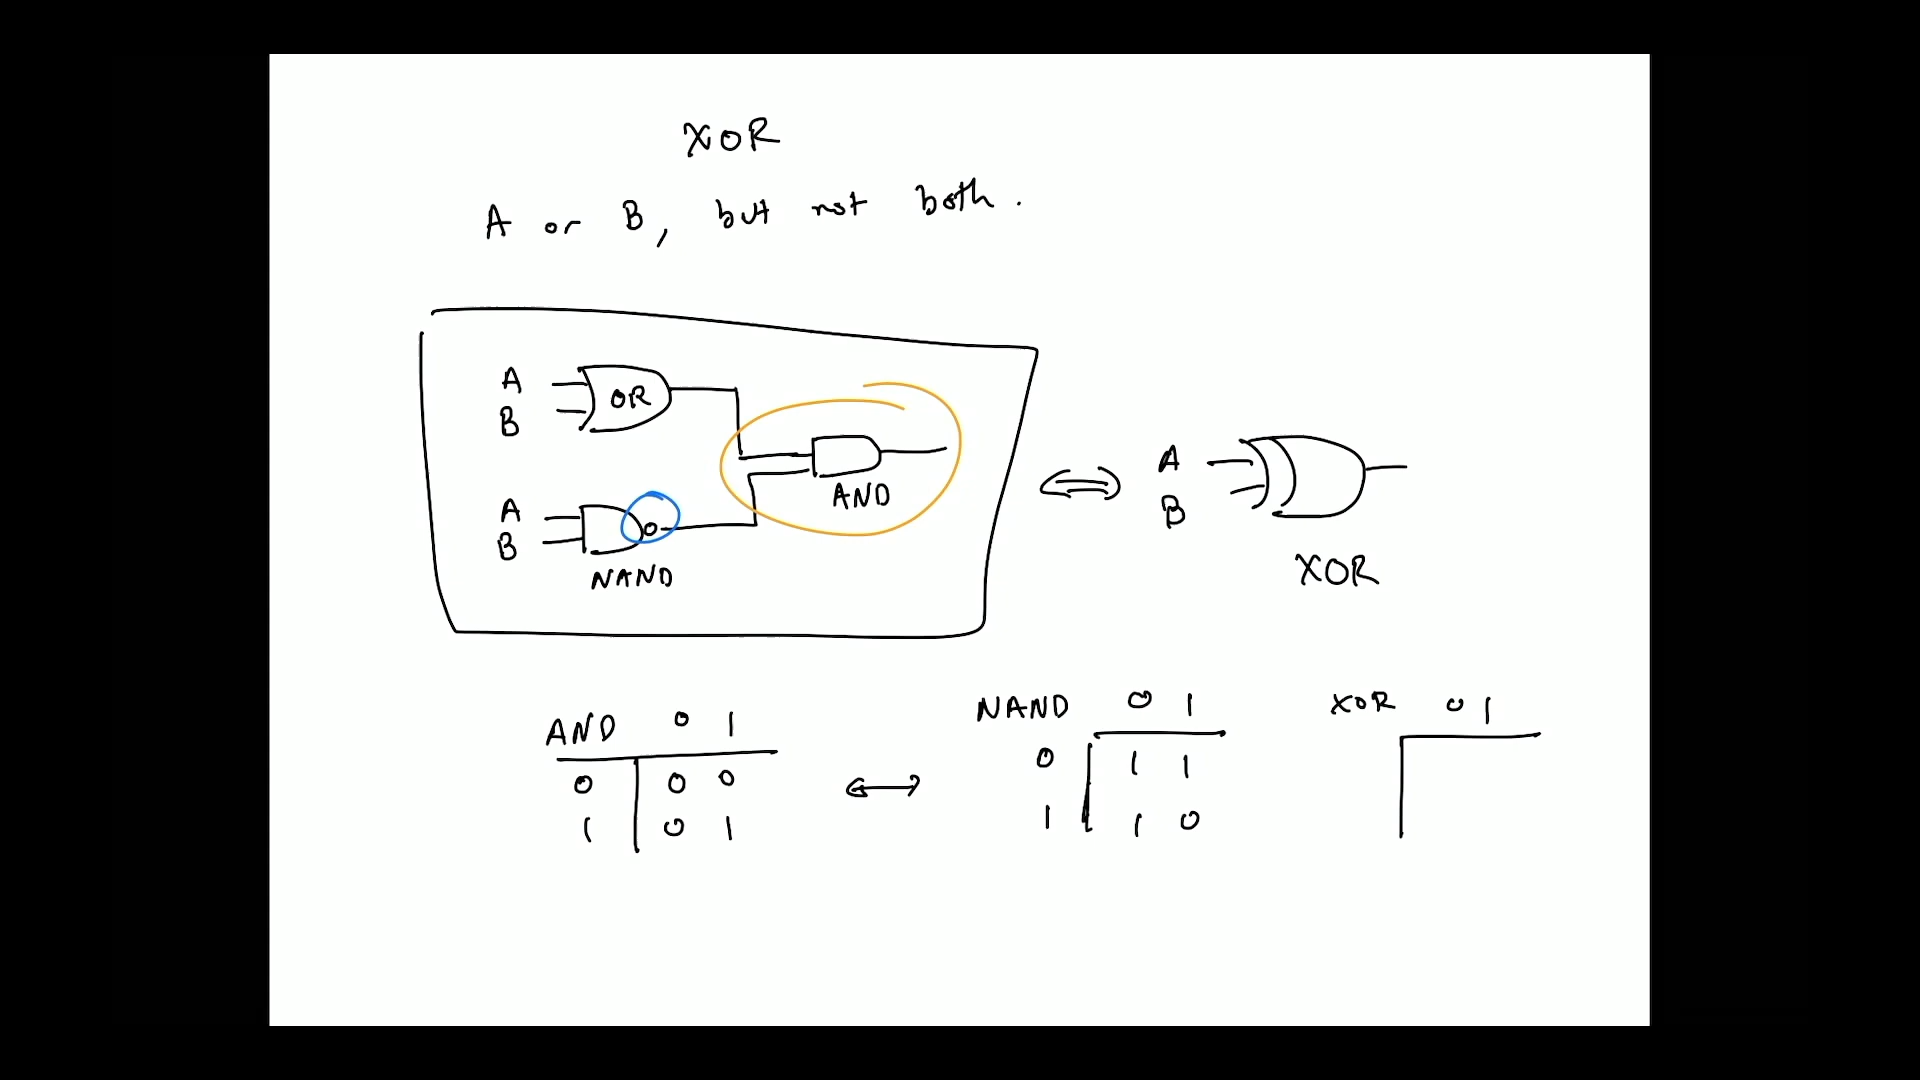 XOR
A or B, but not both.
A
B
OR
A
B
NAND
AND
A
B
XOR
AND 0 1
0 0 0
1 0 1
NAND 0 1
0 1 1
1 1 0
XOR 0 1